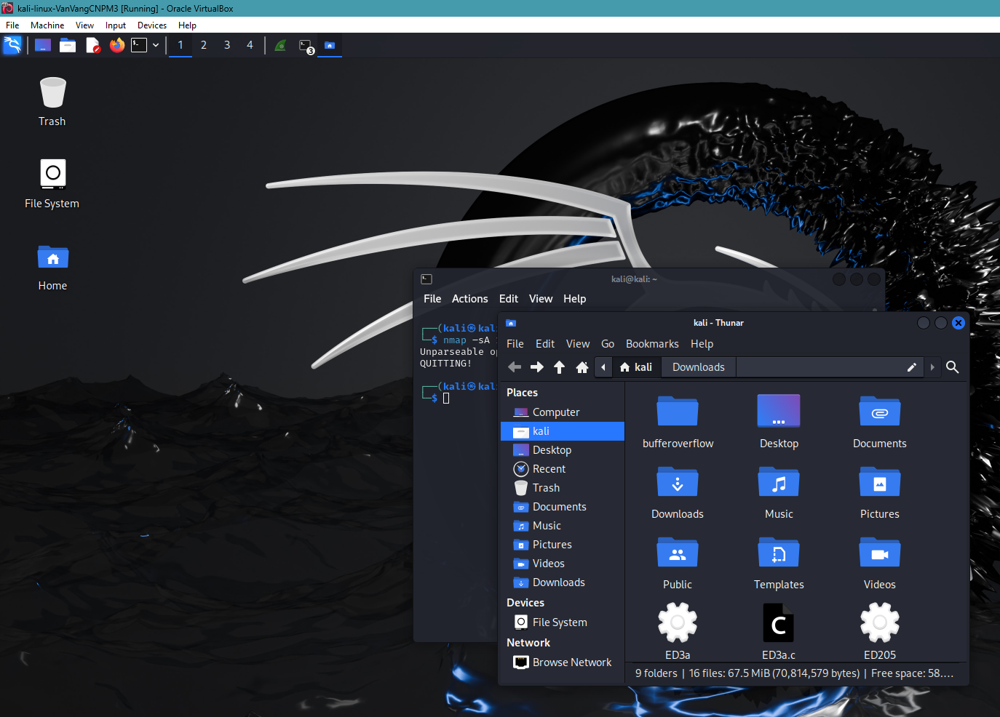 kali-linux-VanVangCNPM3 [Running] - Oracle VirtualBox
File Machine View Input Devices Help
1 2 3 4 3
Trash
File System
Home
kali@kali: ~
File Actions Edit View Help
┌──(kali㉿kali
└─$ nmap -sA
Unparseable op
QUITTING!
┌──(kali㉿kali
└─$
kali - Thunar
File Edit View Go Bookmarks Help
kali Downloads
Places
Computer
kali
Desktop
Recent
Trash
Documents
Music
Pictures
Videos
Downloads
Devices
File System
Network
Browse Network
bufferoverflow Desktop Documents
Downloads Music Pictures
Public Templates Videos
C
ED3a ED3a.c ED205
9 folders | 16 files: 67.5 MiB (70,814,579 bytes) | Free space: 58....